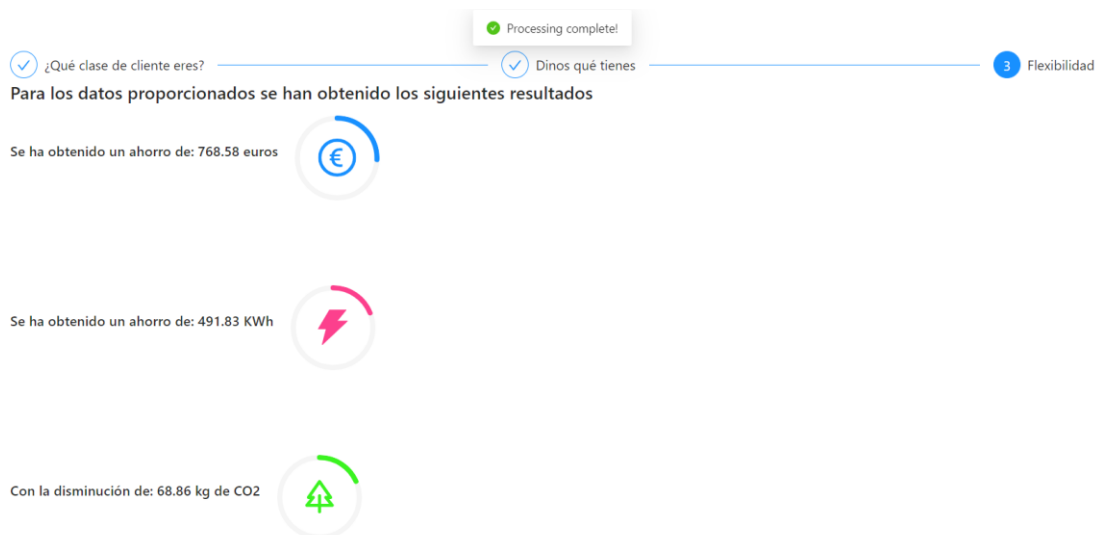 Processing complete!
¿Qué clase de cliente eres? Dinos qué tienes 3 Flexibilidad
Para los datos proporcionados se han obtenido los siguientes resultados
Se ha obtenido un ahorro de: 768.58 euros €
Se ha obtenido un ahorro de: 491.83 KWh
Con la disminución de: 68.86 kg de CO2